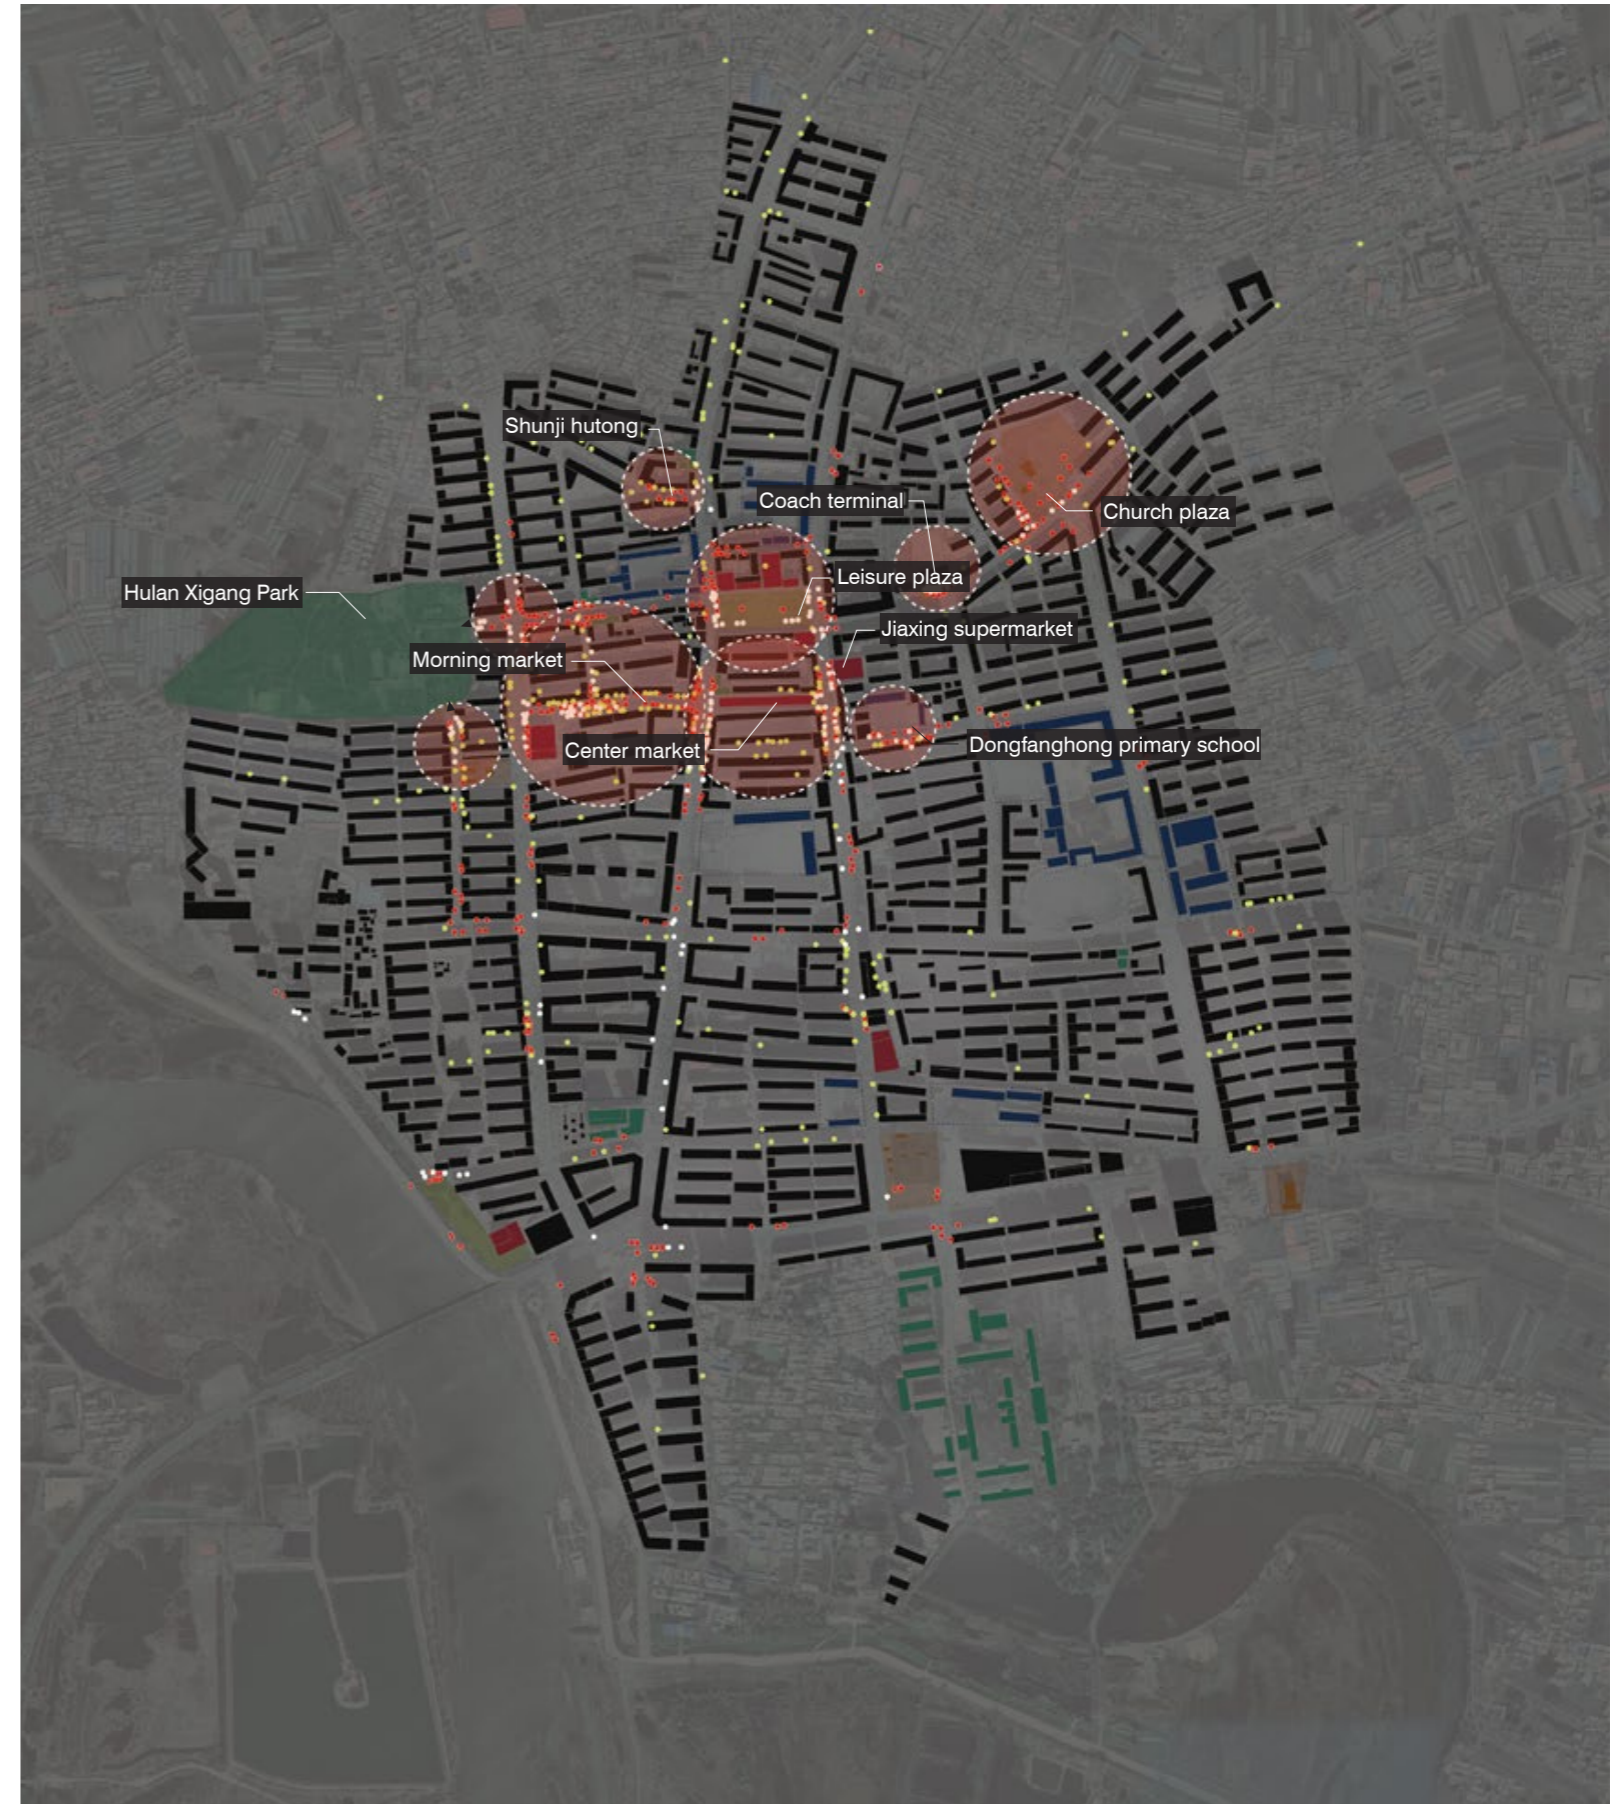 Shunji hutong
Coach terminal
Church plaza
Leisure plaza
Hulan Xigang Park
Jiaxing supermarket
Morning market
Dongfanghong primary school
Center market